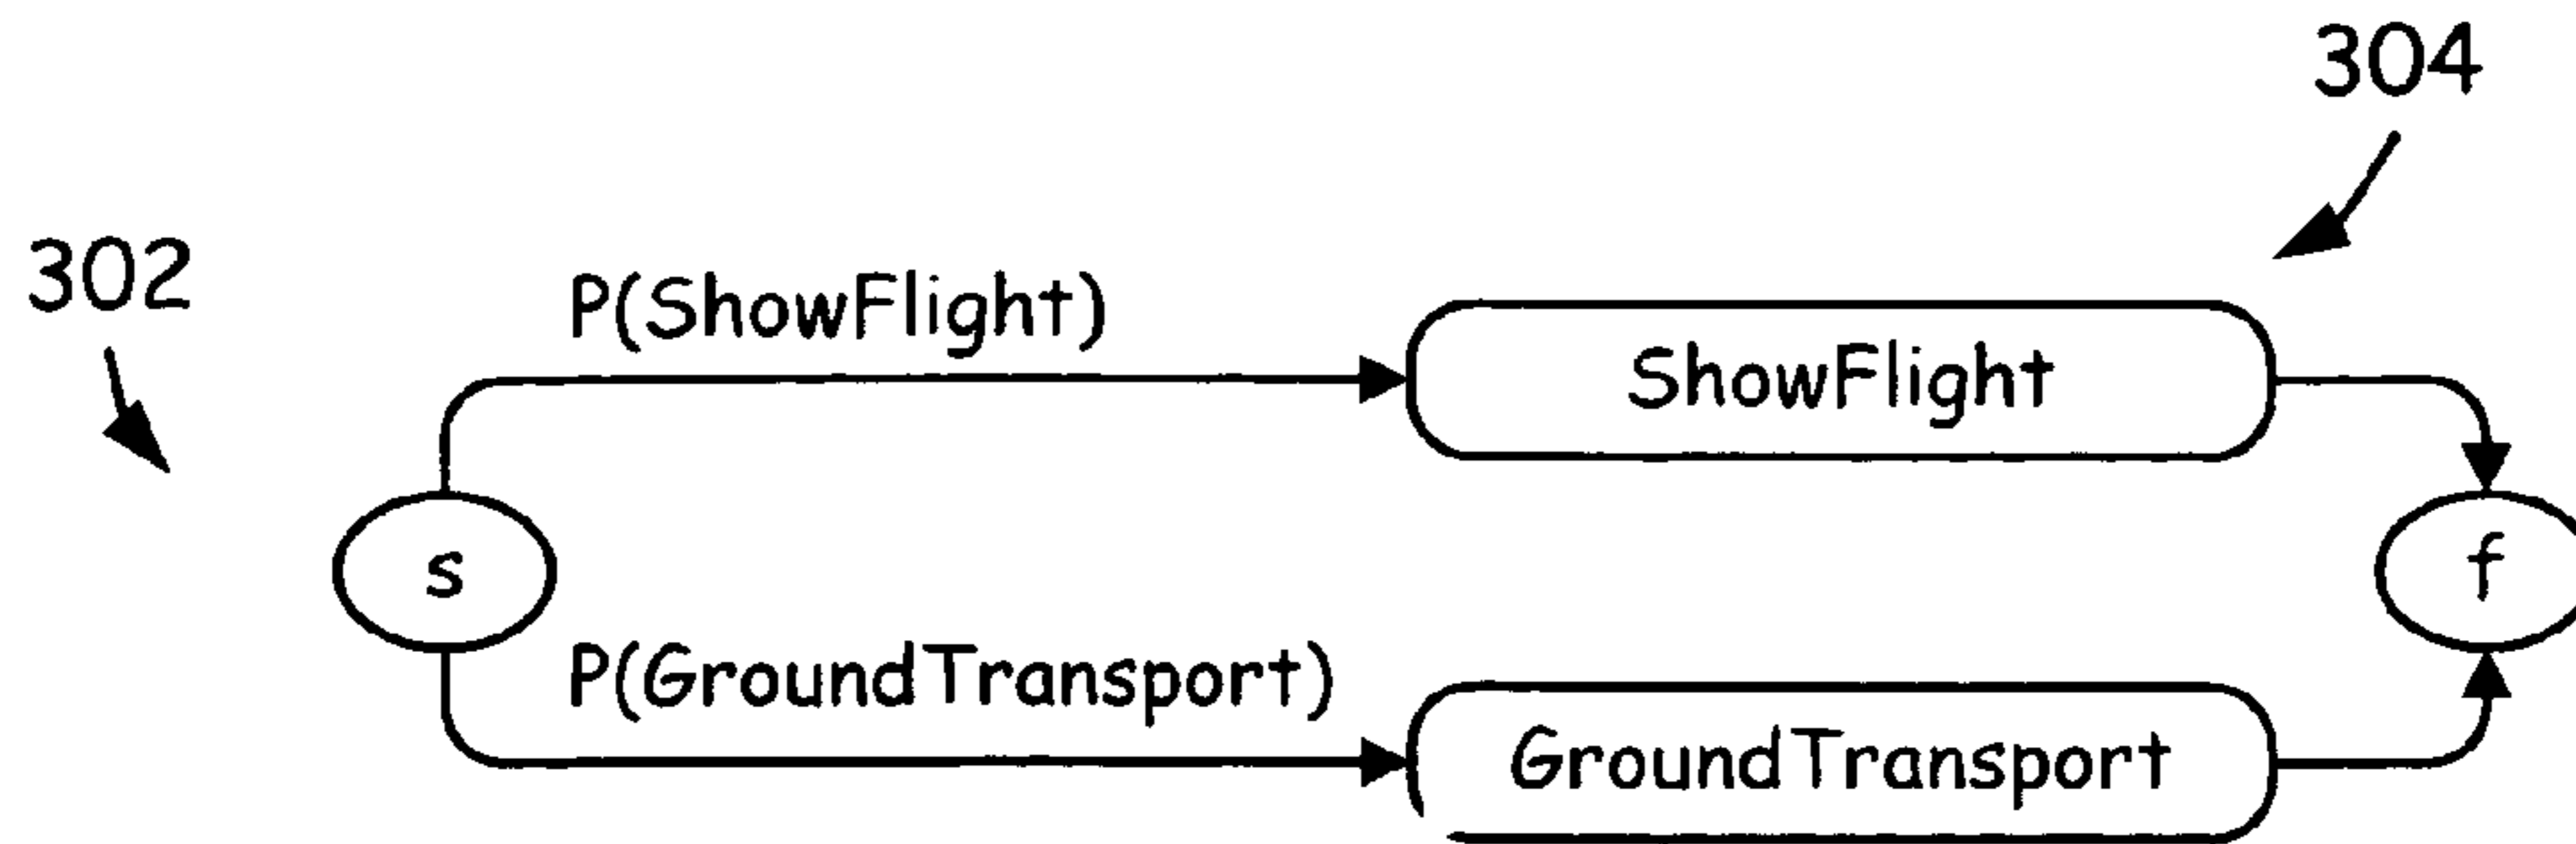 304
302
P(ShowFlight)
ShowFlight
s
f
P(GroundTransport)
GroundTransport